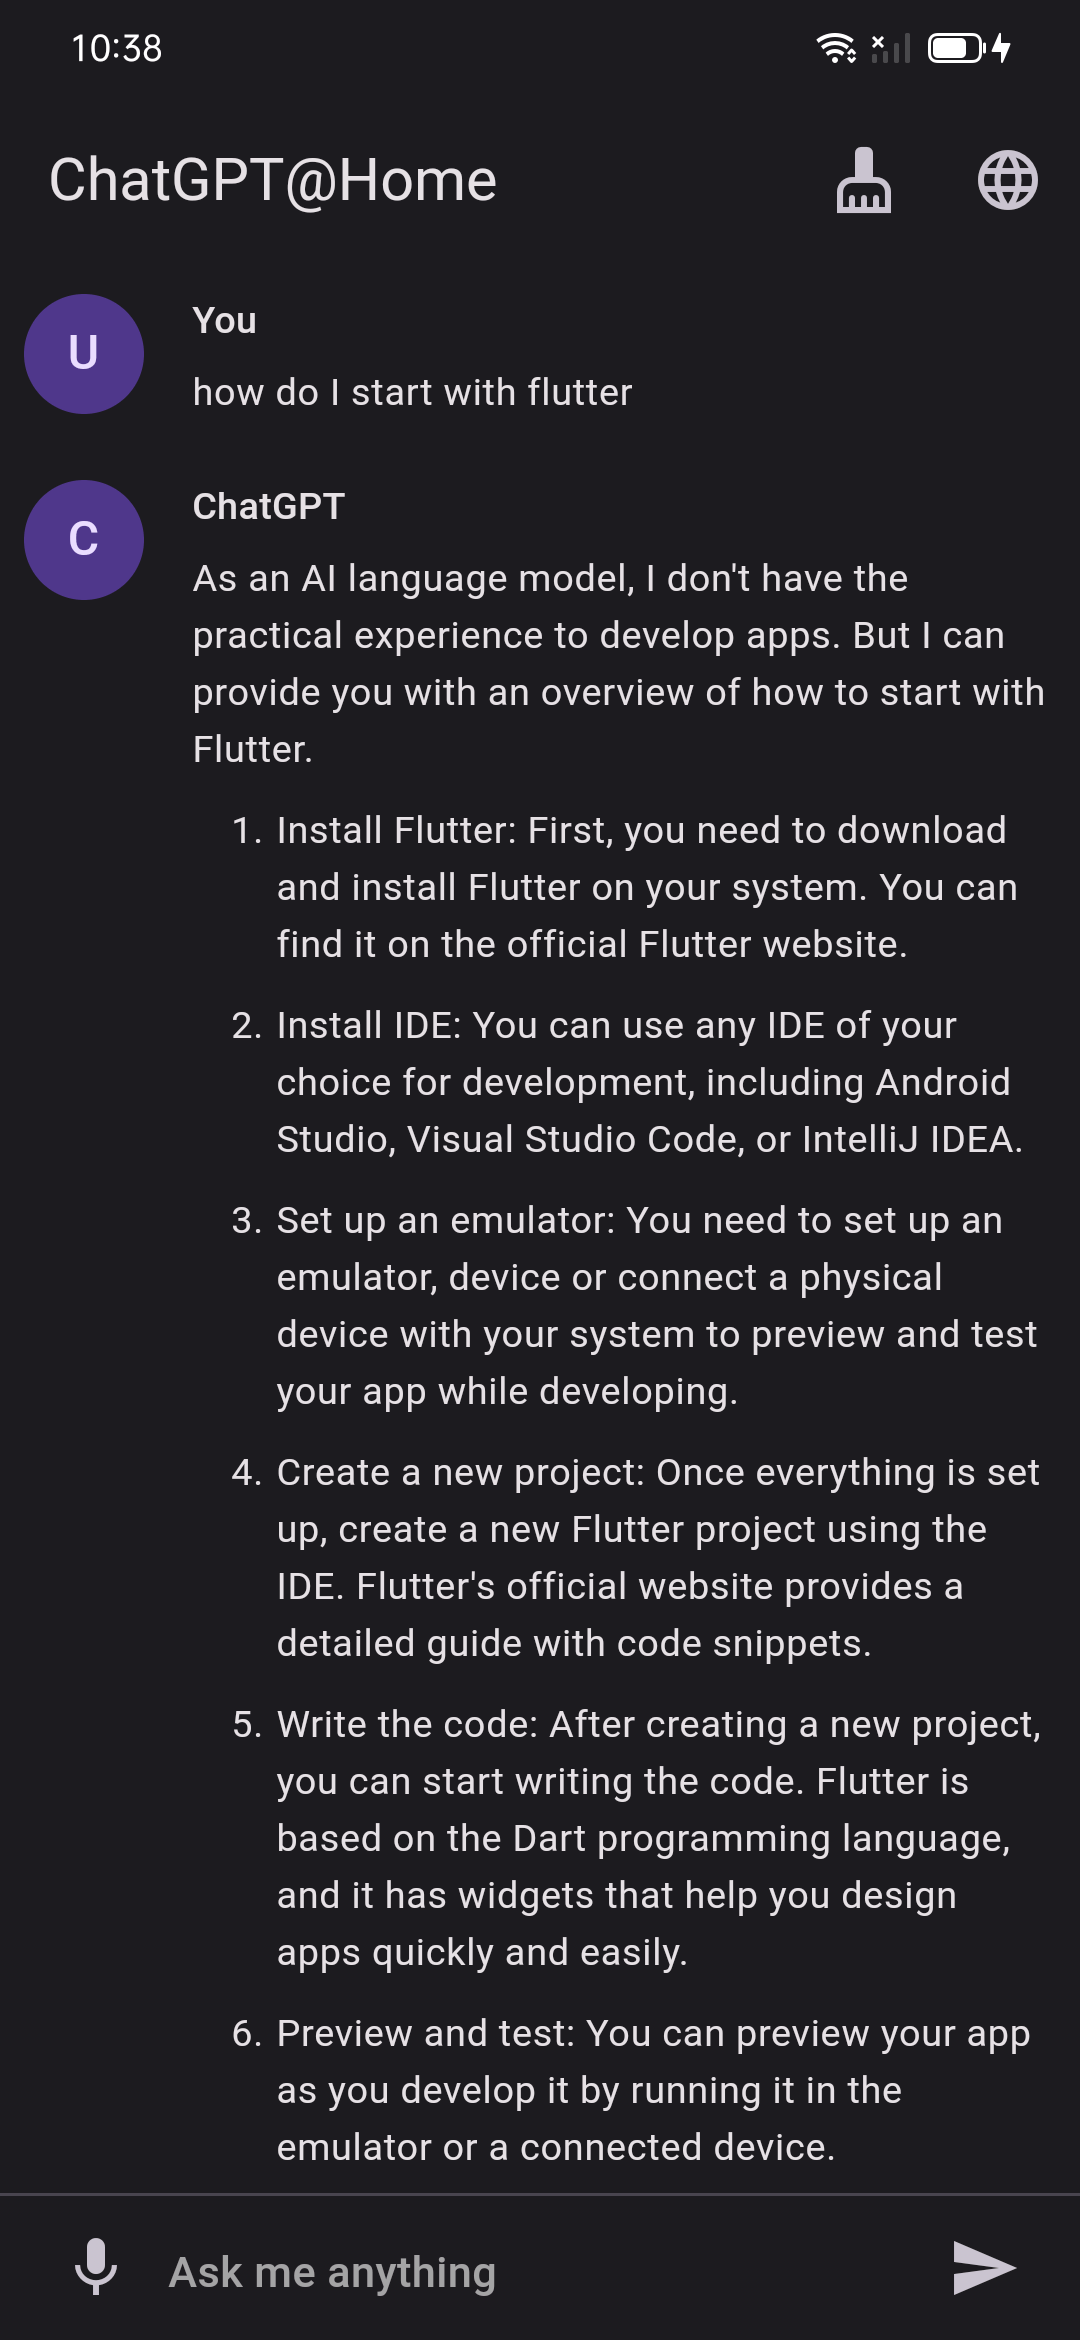 10:38
ChatGPT@Home
U
You
how do I start with flutter
C
ChatGPT
As an AI language model, I don't have the
practical experience to develop apps. But I can
provide you with an overview of how to start with
Flutter.
1. Install Flutter: First, you need to download
and install Flutter on your system. You can
find it on the official Flutter website.
2. Install IDE: You can use any IDE of your
choice for development, including Android
Studio, Visual Studio Code, or IntelliJ IDEA.
3. Set up an emulator: You need to set up an
emulator, device or connect a physical
device with your system to preview and test
your app while developing.
4. Create a new project: Once everything is set
up, create a new Flutter project using the
IDE. Flutter's official website provides a
detailed guide with code snippets.
5. Write the code: After creating a new project,
you can start writing the code. Flutter is
based on the Dart programming language,
and it has widgets that help you design
apps quickly and easily.
6. Preview and test: You can preview your app
as you develop it by running it in the
emulator or a connected device.
Ask me anything